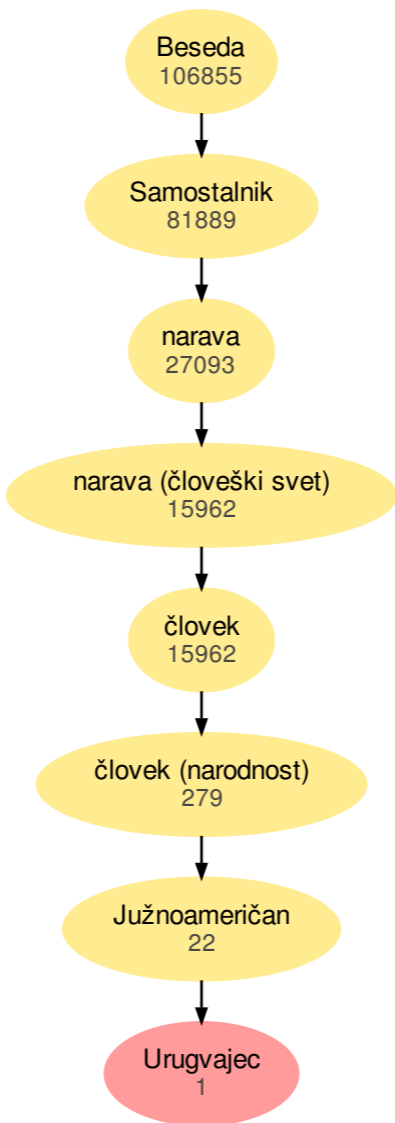 Beseda
106855
Samostalnik
81889
narava
27093
narava (človeški svet)
15962
človek
15962
človek (narodnost)
279
Južnoameričan
22
Urugvajec
1